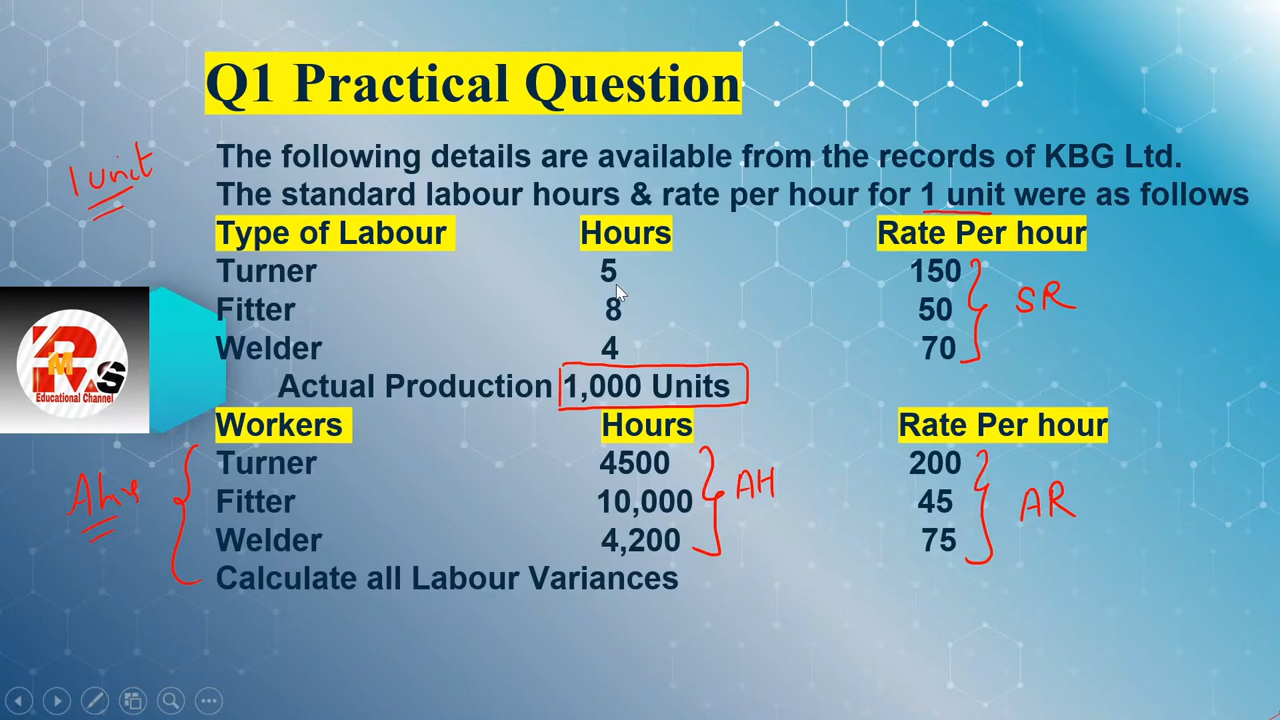 Q1 Practical Question
1 unit
The following details are available from the records of KBG Ltd.
The standard labour hours & rate per hour for 1 unit were as follows
Type of Labour Hours Rate Per hour
Turner 5 150
Fitter 8 50
Welder 4 70
SR
Actual Production 1,000 Units
Workers Hours Rate Per hour
Turner 4500 200
Fitter 10,000 45
Welder 4,200 75
AH
AR
Calculate all Labour Variances
RMS
Educational Channel